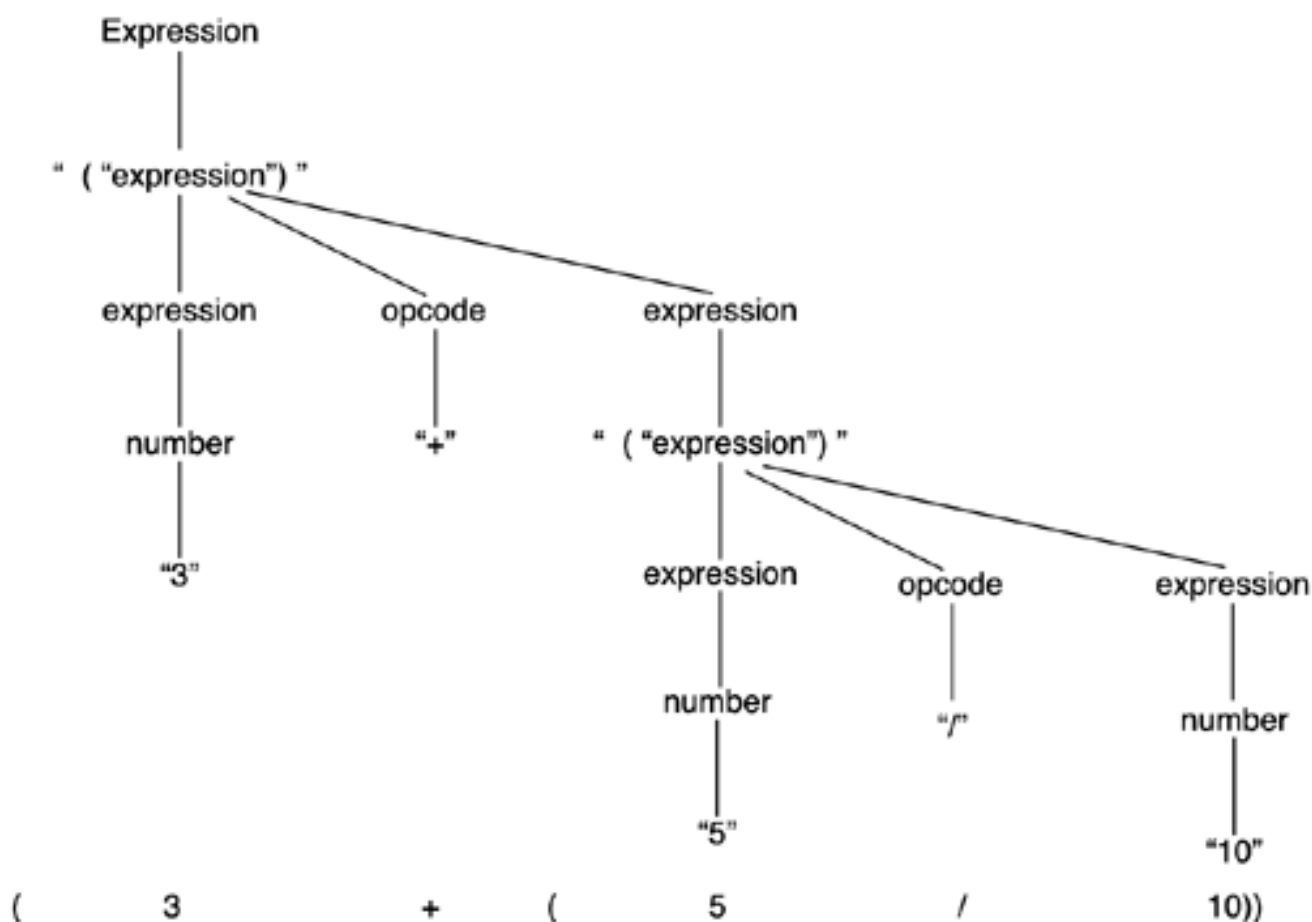 Expression
“ ( “expression”) ”
expression opcode expression
number “+” “ ( “expression”) ”
“3” expression opcode expression
number “/” number
“5” “10”
( 3 + ( 5 / 10))